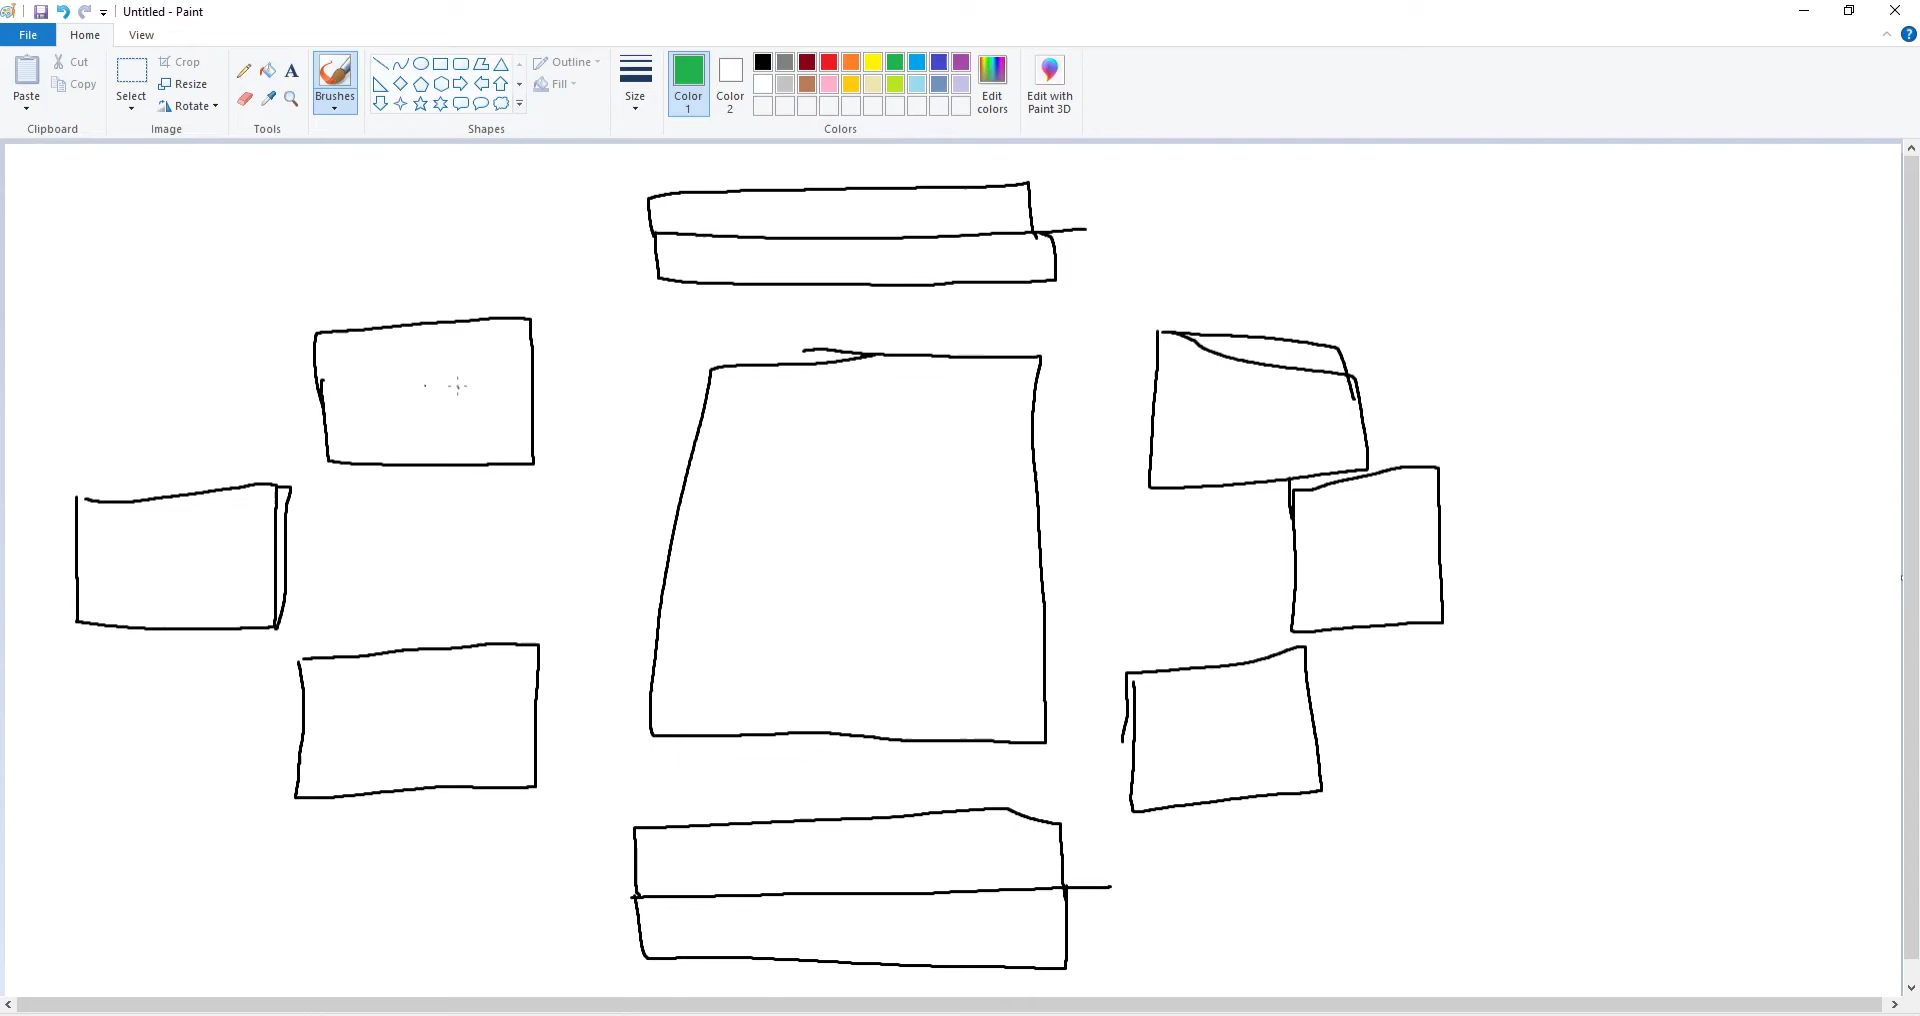 Untitled - Paint
File Home View
Paste Cut Copy Select Crop Resize Rotate A Brushes Outline Fill Size Color 1 Color 2 Edit colors Edit with Paint 3D
Clipboard Image Tools Shapes Colors